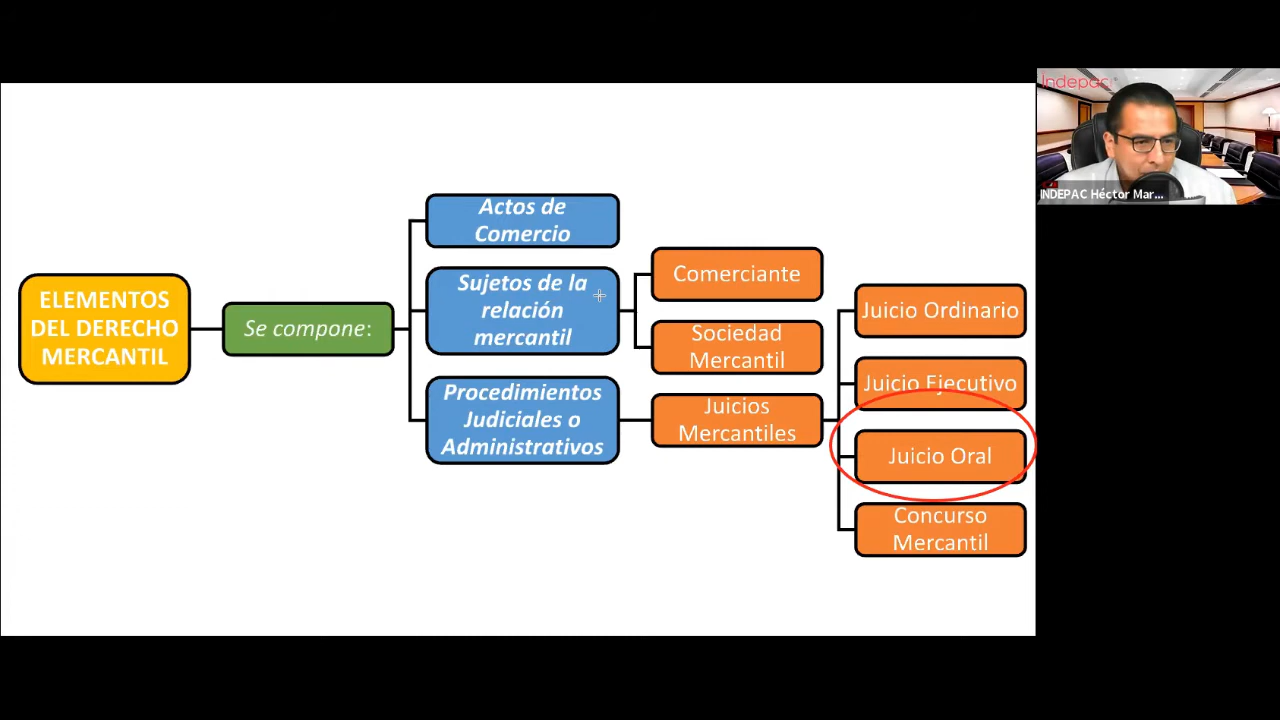 ELEMENTOS
DEL DERECHO
MERCANTIL
Se compone:
Actos de
Comercio
Sujetos de la
relación
mercantil
Procedimientos
Judiciales o
Administrativos
Comerciante
Sociedad
Mercantil
Juicios
Mercantiles
Juicio Ordinario
Juicio Ejecutivo
Juicio Oral
Concurso
Mercantil
Indepac
INDEPAC Héctor Mar...